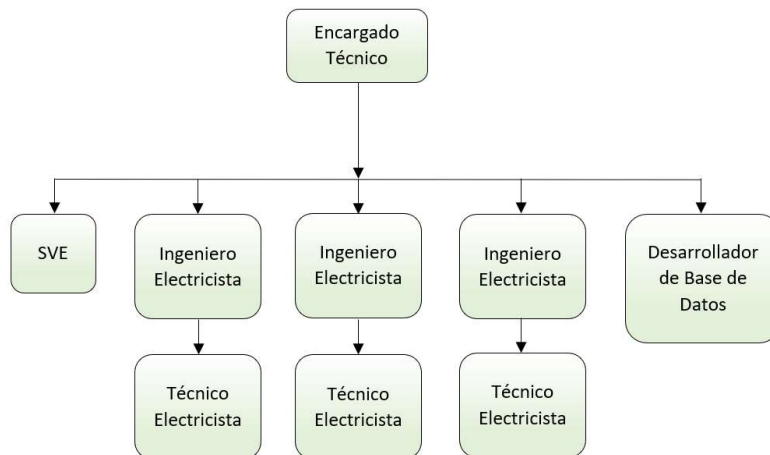 Encargado
Técnico
SVE
Ingeniero
Electricista
Ingeniero
Electricista
Ingeniero
Electricista
Desarrollador
de Base de
Datos
Técnico
Electricista
Técnico
Electricista
Técnico
Electricista